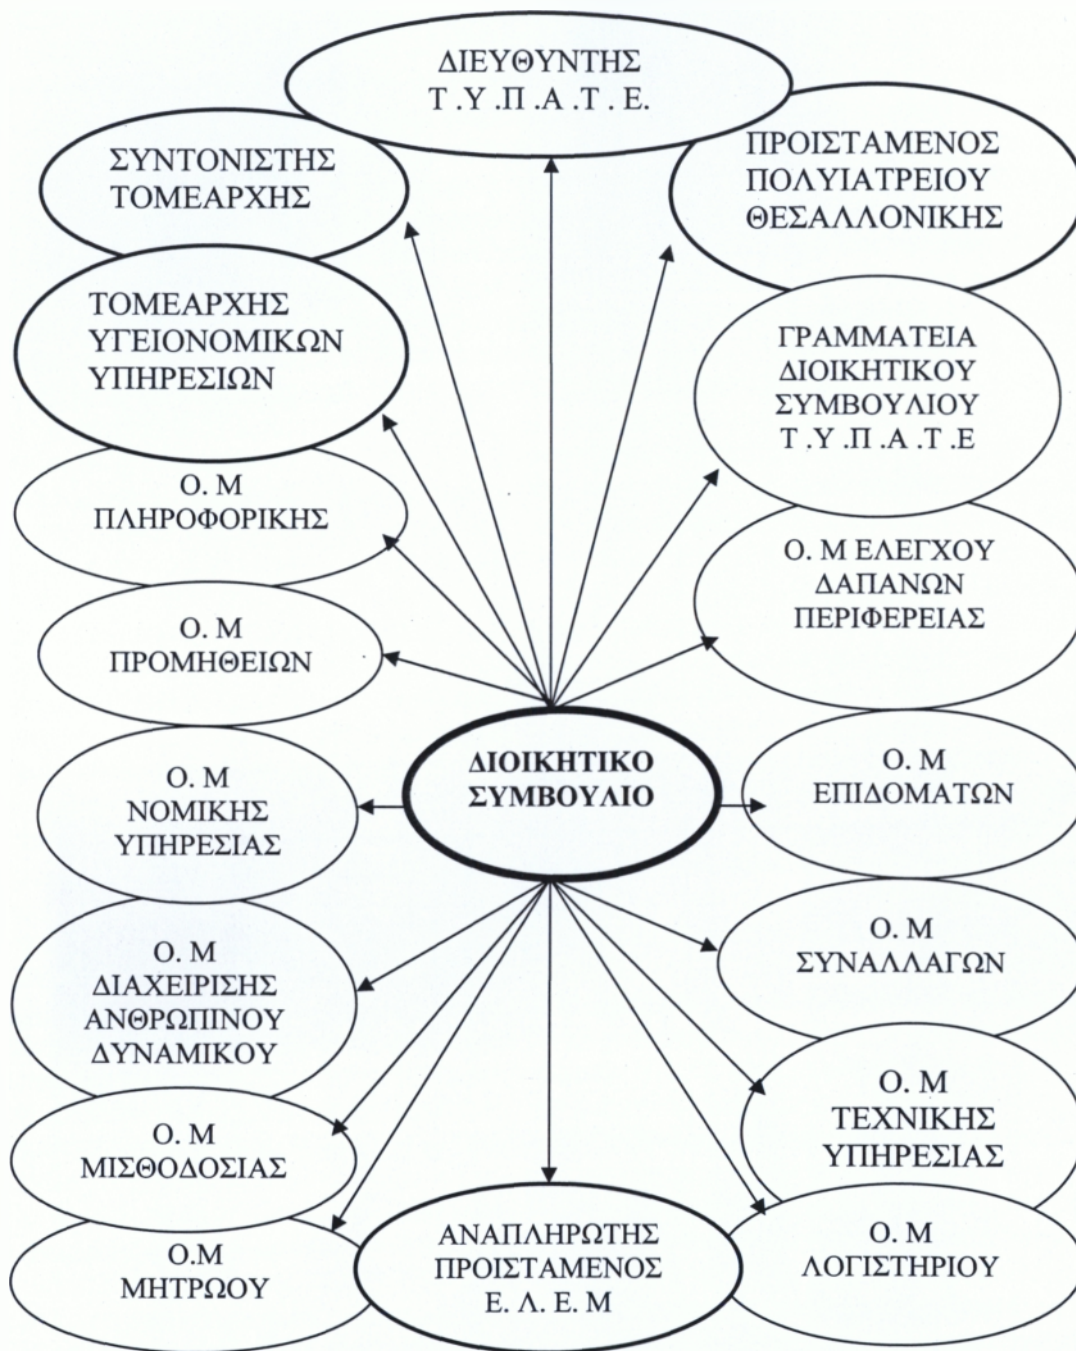 ΔΙΕΥΘΥΝΤΗΣ
Τ .Υ .Π .Α .Τ . Ε.
ΣΥΝΤΟΝΙΣΤΗΣ
ΤΟΜΕΑΡΧΗΣ
ΠΡΟΙΣΤΑΜΕΝΟΣ
ΠΟΛΥΙΑΤΡΕΙΟΥ
ΘΕΣΑΛΛΟΝΙΚΗΣ
ΤΟΜΕΑΡΧΗΣ
ΥΓΕΙΟΝΟΜΙΚΩΝ
ΥΠΗΡΕΣΙΩΝ
ΓΡΑΜΜΑΤΕΙΑ
ΔΙΟΙΚΗΤΙΚΟΥ
ΣΥΜΒΟΥΛΙΟΥ
Τ .Υ .Π .Α .Τ .Ε
Ο. Μ
ΠΛΗΡΟΦΟΡΙΚΗΣ
Ο. Μ ΕΛΕΓΧΟΥ
ΔΑΠΑΝΩΝ
ΠΕΡΙΦΕΡΕΙΑΣ
Ο. Μ
ΠΡΟΜΗΘΕΙΩΝ
ΔΙΟΙΚΗΤΙΚΟ
ΣΥΜΒΟΥΛΙΟ
Ο. Μ
ΝΟΜΙΚΗΣ
ΥΠΗΡΕΣΙΑΣ
Ο. Μ
ΕΠΙΔΟΜΑΤΩΝ
Ο. Μ
ΔΙΑΧΕΙΡΙΣΗΣ
ΑΝΘΡΩΠΙΝΟΥ
ΔΥΝΑΜΙΚΟΥ
Ο. Μ
ΣΥΝΑΛΛΑΓΩΝ
Ο. Μ
ΜΙΣΘΟΔΟΣΙΑΣ
Ο. Μ
ΤΕΧΝΙΚΗΣ
ΥΠΗΡΕΣΙΑΣ
Ο.Μ
ΜΗΤΡΩΟΥ
ΑΝΑΠΛΗΡΩΤΗΣ
ΠΡΟΙΣΤΑΜΕΝΟΣ
Ε. Λ. Ε. Μ
Ο. Μ
ΛΟΓΙΣΤΗΡΙΟΥ